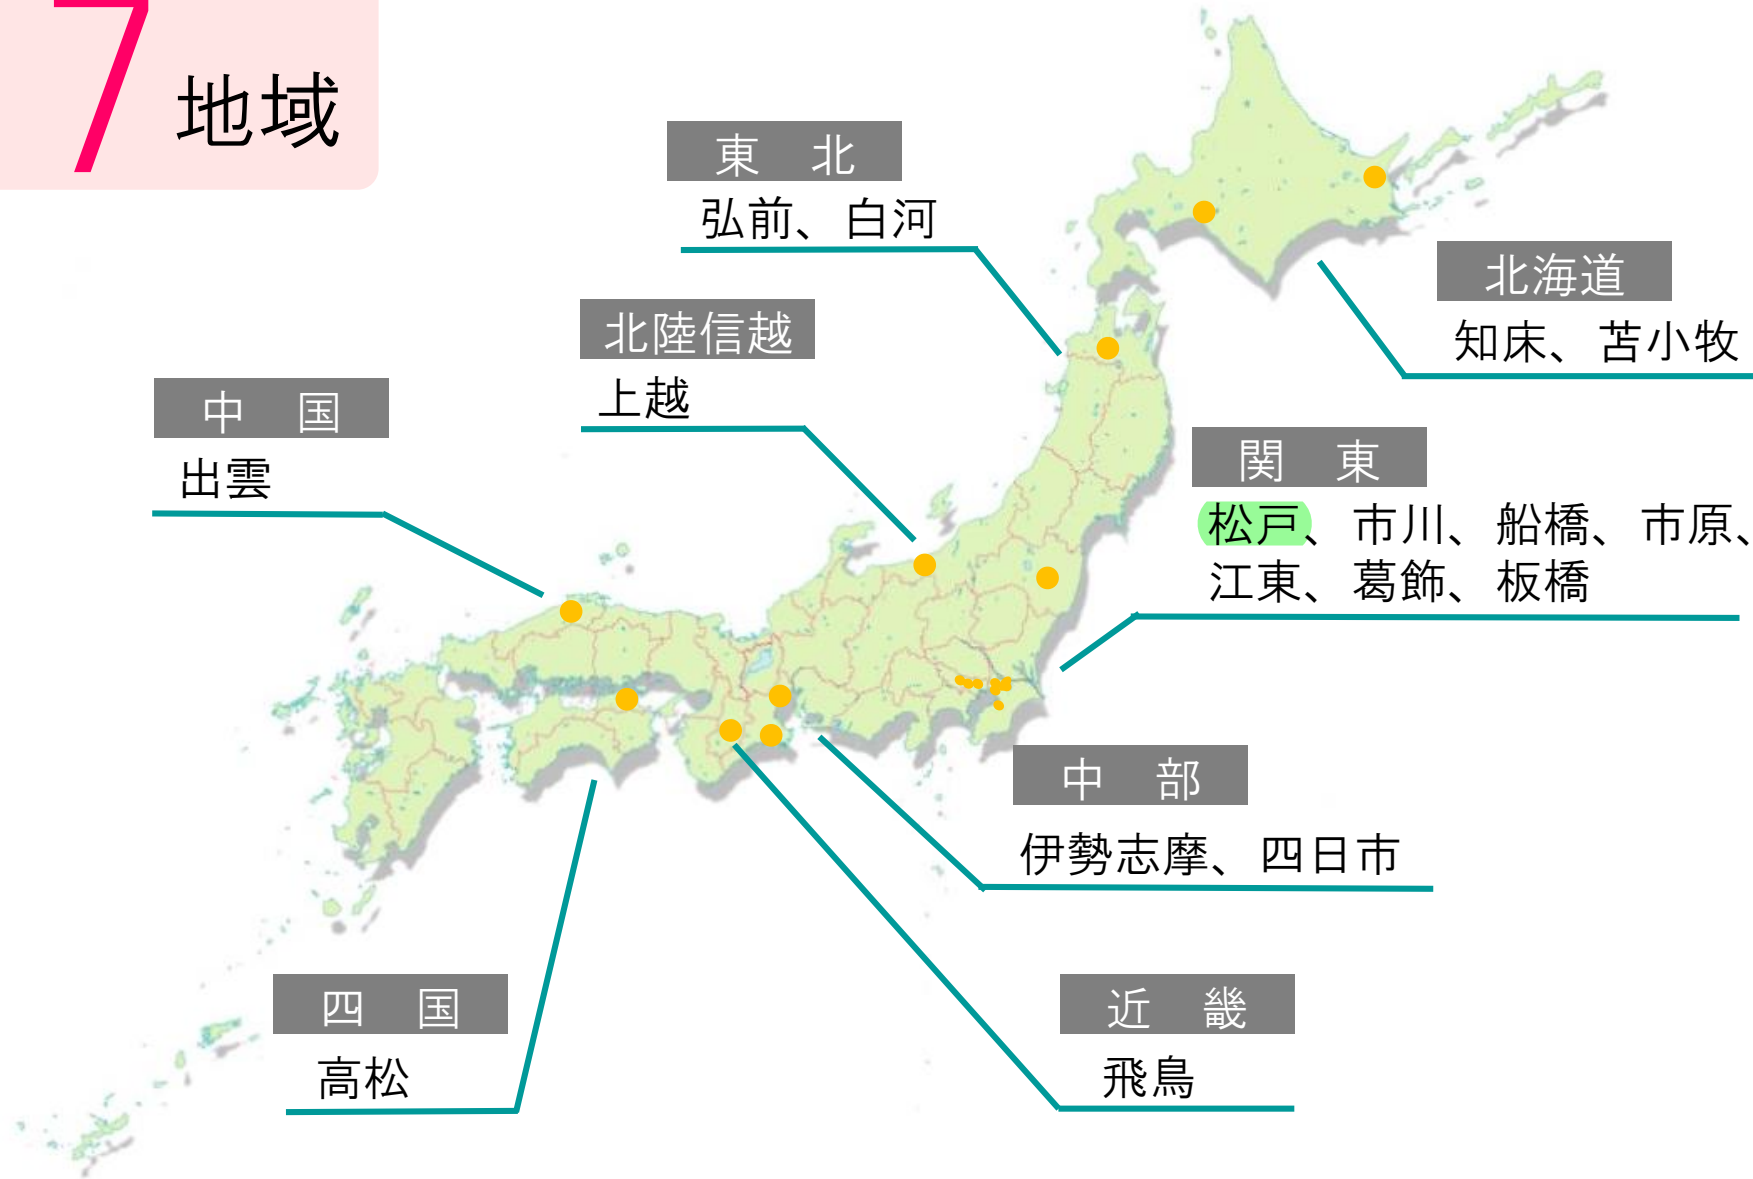 7 地域
東　北
弘前、白河
北海道
知床、苫小牧
北陸信越
上越
中　国
出雲
関　東
松戸、市川、船橋、市原、
江東、葛飾、板橋
中　部
伊勢志摩、四日市
四　国
高松
近　畿
飛鳥